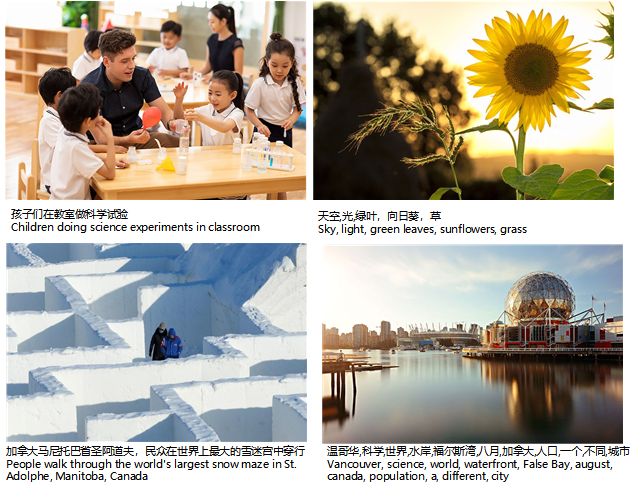 孩子们在教室做科学试验
Children doing science experiments in classroom
天空,光,绿叶，向日葵，草
Sky, light, green leaves, sunflowers, grass
加拿大马尼托巴省圣阿道夫，民众在世界上最大的雪迷宫中穿行
People walk through the world's largest snow maze in St.
Adolphe, Manitoba, Canada
温哥华,科学,世界,水岸,福尔斯湾,八月,加拿大,人口,一个,不同,城市
Vancouver, science, world, waterfront, False Bay, august,
canada, population, a, different, city